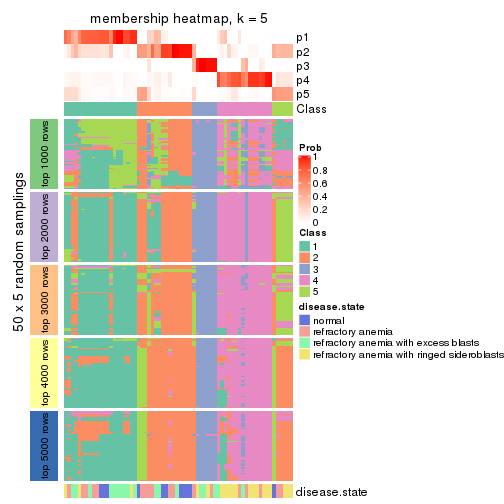 membership heatmap, k = 5
p1
p2
p3
p4
p5
Class
50 x 5 random samplings
top 1000 rows
top 2000 rows
top 3000 rows
top 4000 rows
top 5000 rows
disease.state
Prob
1
0.8
0.6
0.4
0.2
0
Class
1
2
3
4
5
disease.state
normal
refractory anemia
refractory anemia with excess blasts
refractory anemia with ringed sideroblasts